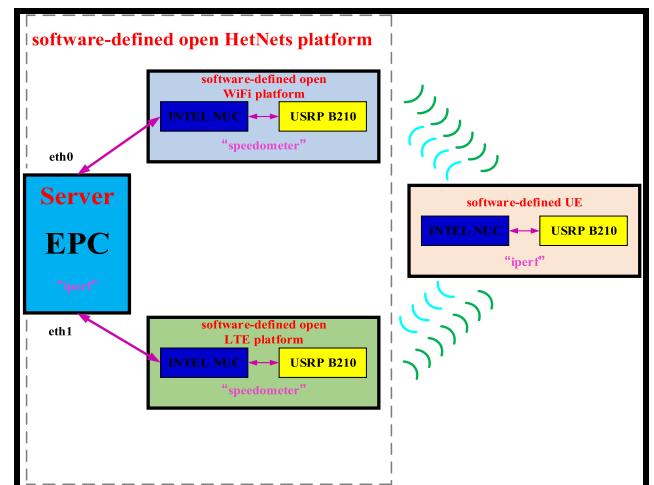 software-defined open HetNets platform
software-defined open
WiFi platform
INTEL NUC
USRP B210
“speedometer”
eth0
Server
EPC
“iperf”
eth1
software-defined UE
INTEL NUC
USRP B210
“iperf”
software-defined open
LTE platform
INTEL NUC
USRP B210
“speedometer”